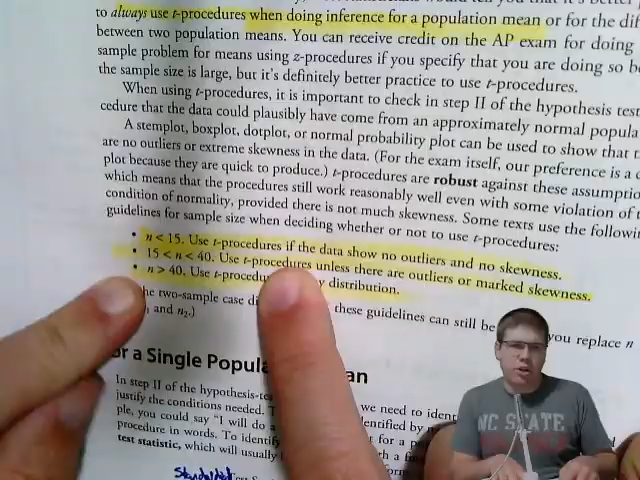 to always use t-procedures when doing inference for a population mean or for the dif
between two population means. You can receive credit on the AP exam for doing
sample problem for means using z-procedures if you specify that you are doing so be
the sample size is large, but it's definitely better practice to use t-procedures.
When using t-procedures, it is important to check in step II of the hypothesis test
cedure that the data could plausibly have come from an approximately normal popula
A stemplot, boxplot, dotplot, or normal probability plot can be used to show that t
are no outliers or extreme skewness in the data. (For the exam itself, our preference is a
plot because they are quick to produce.) t-procedures are robust against these assumptio
which means that the procedures still work reasonably well even with some violation of
condition of normality, provided there is not much skewness. Some texts use the followin
guidelines for sample size when deciding whether or not to use t-procedures:
• n < 15. Use t-procedures if the data show no outliers and no skewness.
• 15 < n < 40. Use t-procedures unless there are outliers or marked skewness.
• n > 40. Use t-procedu y distribution.
he two-sample case di these guidelines can still be you replace n
and n₂.)
or a Single Popula an
In step II of the hypothesis-tes we need to ident
justify the conditions needed. T entified by
ple, you could say "I will do a t for a p
procedure in words. To identify
test statistic, which will usually
NC STATE